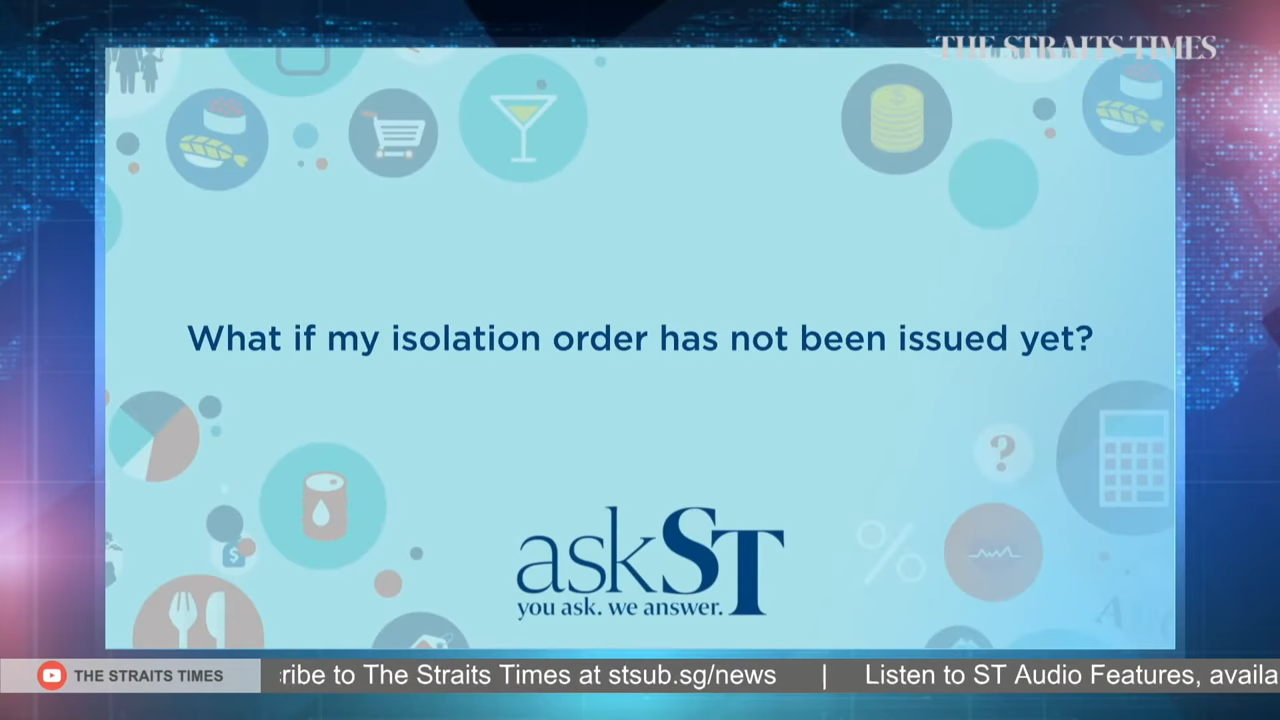 THE STRAITS TIMES
What if my isolation order has not been issued yet?
askST
you ask. we answer.
THE STRAITS TIMES
ribe to The Straits Times at stsub.sg/news | Listen to ST Audio Features, availa